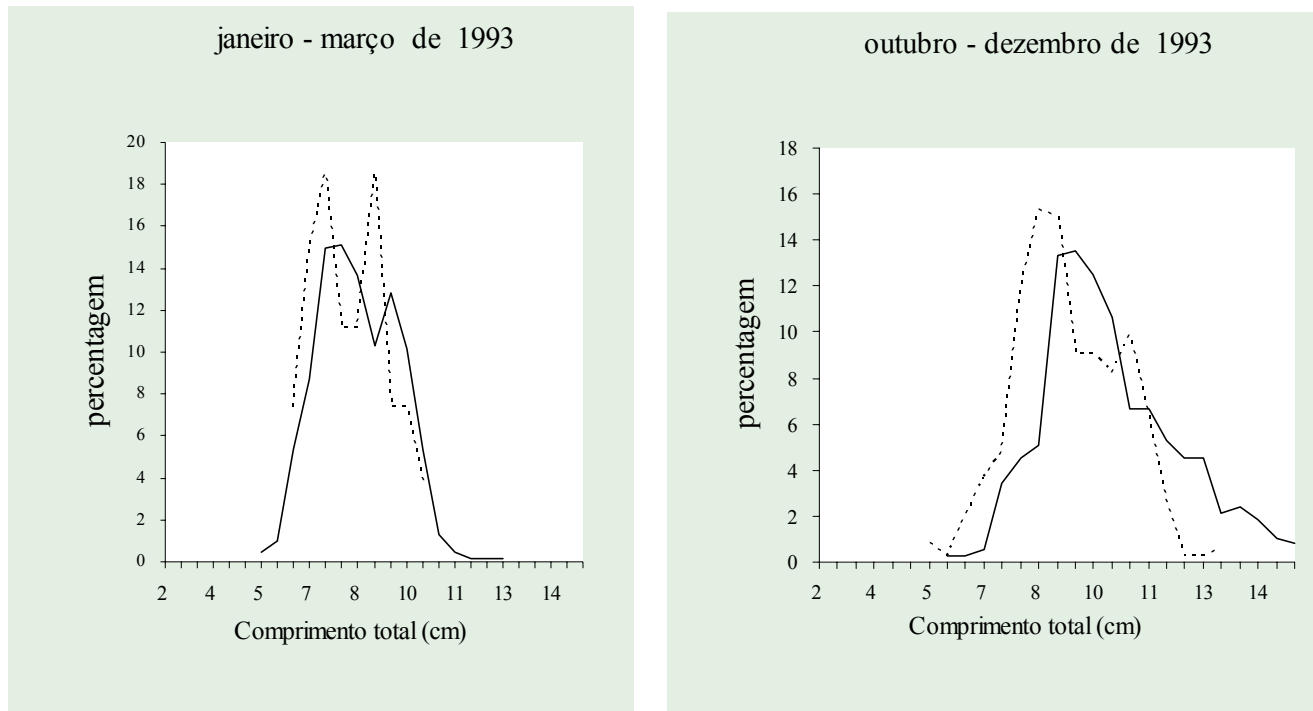 janeiro - março de 1993
20
18
16
14
12
10
8
6
4
2
0
percentagem
2 4 5 7 8 10 11 13 14
Comprimento total (cm)
outubro - dezembro de 1993
18
16
14
12
10
8
6
4
2
0
percentagem
2 4 5 7 8 10 11 13 14
Comprimento total (cm)